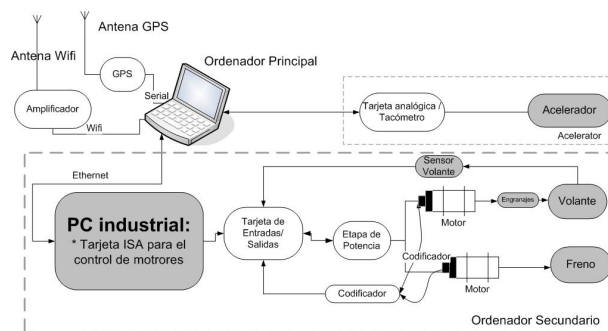 Antena GPS
Antena Wifi
Ordenador Principal
GPS
Serial
Amplificador
Wifi
Tarjeta analógica /
Tacómetro
Acelerador
Acelerator
Ethernet
Sensor
Volante
PC industrial:
* Tarjeta ISA para el
control de motrores
Tarjeta de
Entradas/
Salidas
Etapa de
Potencia
Motor
Engranajes
Volante
Codificador
Motor
Freno
Codificador
Ordenador Secundario